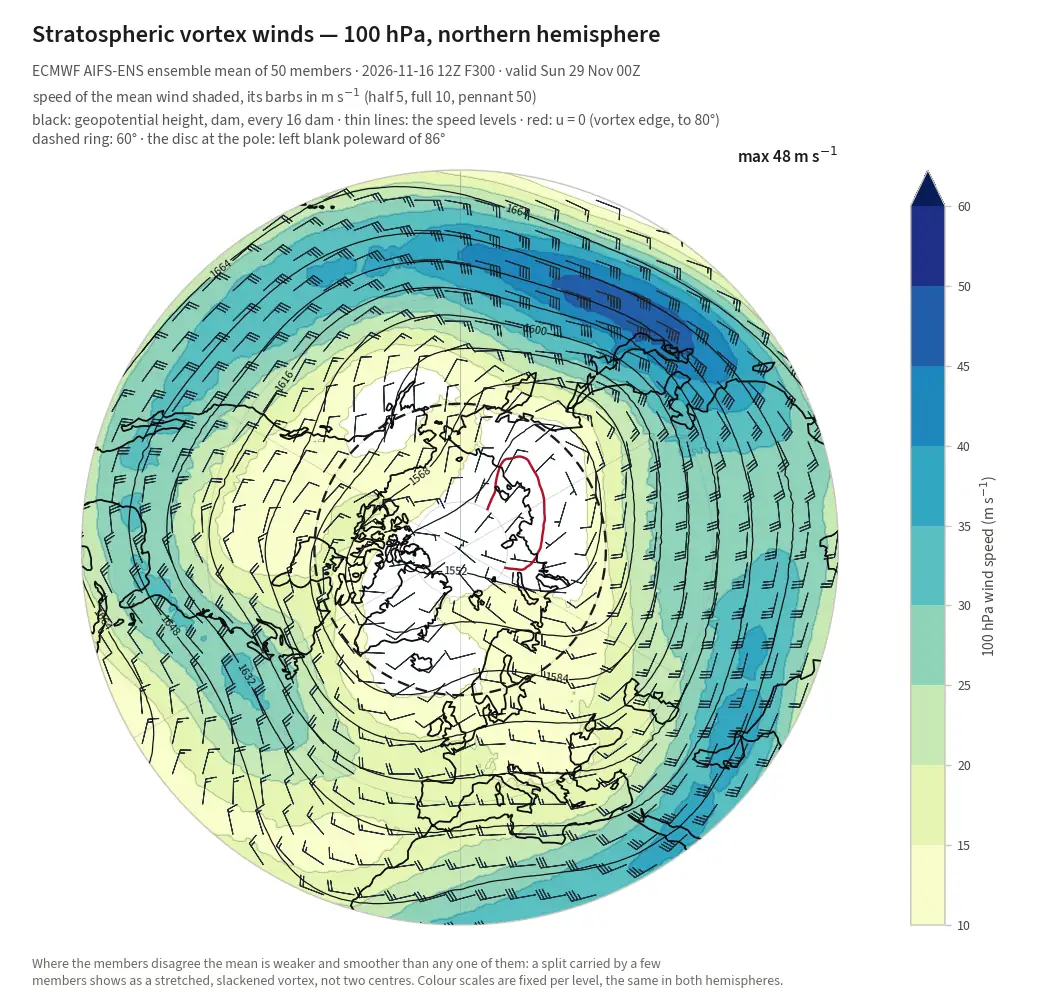 Stratospheric vortex winds — 100 hPa, northern hemisphere
ECMWF AIFS-ENS ensemble mean of 50 members · 2026-11-16 12Z F300 · valid Sun 29 Nov 00Z
speed of the mean wind shaded, its barbs in m s⁻¹ (half 5, full 10, pennant 50)
black: geopotential height, dam, every 16 dam · thin lines: the speed levels · red: u = 0 (vortex edge, to 80°)
dashed ring: 60° · the disc at the pole: left blank poleward of 86°
max 48 m s⁻¹
1664
1664
1600
1616
1568
1552
1648
1632
1584
60
50
45
40
35
30
25
20
15
10
100 hPa wind speed (m s⁻¹)
Where the members disagree the mean is weaker and smoother than any one of them: a split carried by a few
members shows as a stretched, slackened vortex, not two centres. Colour scales are fixed per level, the same in both hemispheres.